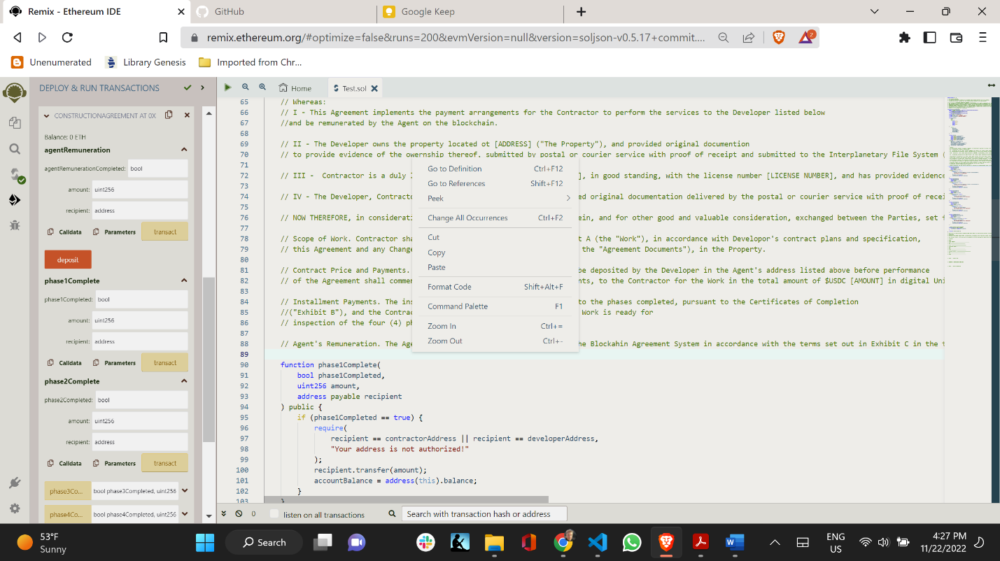 Remix - Ethereum IDE
GitHub
Google Keep
remix.ethereum.org/#optimize=false&runs=200&evmVersion=null&version=soljson-v0.5.17+commit....
2
Unenumerated
Library Genesis
Imported from Chr...
DEPLOY & RUN TRANSACTIONS
Home
Test.sol
CONSTRUCTIONAGREEMENT AT 0X
Balance: 0 ETH
agentRemuneration
agentRemunerationCompleted: bool
amount: uint256
recipient: address
Calldata Parameters transact
deposit
phase1Complete
phase1Completed: bool
amount: uint256
recipient: address
Calldata Parameters transact
phase2Complete
phase2Completed: bool
amount: uint256
recipient: address
Calldata Parameters transact
phase3Co... bool phase3Completed, uint256
phase4Co... bool phase4Completed, uint256
65 // Whereas:
66 // I - This Agreement implements the payment arrangements for the Contractor to perform the services to the Developer listed below
67 //and be remunerated by the Agent on the blockchain.
68
69 // II - The Developer owns the property located ot [ADDRESS] ("The Property"), and provided original documention
70 // to provide evidence of the ownership thereof, submitted by postal or courier service with proof of receipt and submitted to the Interplanetary File System (
71
72 // III - Contractor is a duly ], in good standing, with the license number [LICENSE NUMBER], and has provided evidence
73
74 // IV - The Developer, Contracto ed original documentation delivered by the postal or courier service with proof of recei
75
76 // NOW THEREFORE, in considerati ein, and for other good and valuable consideration, exchanged between the Parties, set f
77
78 // Scope of Work. Contractor sha t A (the "Work"), in accordance with Developor's contract plans and specification,
79 // this Agreement and any Change the "Agreement Documents"), in the Property.
80
81 // Contract Price and Payments. be deposited by the Developer in the Agent's address listed above before performance
82 // of the Agreement shall commen nts, to the Contractor for the Work in the total amount of $USDC [AMOUNT] in digital Uni
83
84 // Installment Payments. The ins to the phases completed, pursuant to the Certificates of Completion
85 //("Exhibit B"), and the Contrac Work is ready for
86 // inspection of the four (4) ph
87
88 // Agent's Remuneration. The Age the Blockahin Agreement System in accordance with the terms set out in Exhibit C in the t
89
90 function phase1Complete(
91 bool phase1Completed,
92 uint256 amount,
93 address payable recipient
94 ) public {
95 if (phase1Completed == true) {
96 require(
97 recipient == contractorAddress || recipient == developerAddress,
98 "Your address is not authorized!"
99 );
100 recipient.transfer(amount);
101 accountBalance = address(this).balance;
102 }
103 }
Go to Definition Ctrl+F12
Go to References Shift+F12
Peek
Change All Occurrences Ctrl+F2
Cut
Copy
Paste
Format Code Shift+Alt+F
Command Palette F1
Zoom In Ctrl+=
Zoom Out Ctrl+-
0 listen on all transactions Search with transaction hash or address
53°F
Sunny
Search
ENG
US
4:27 PM
11/22/2022